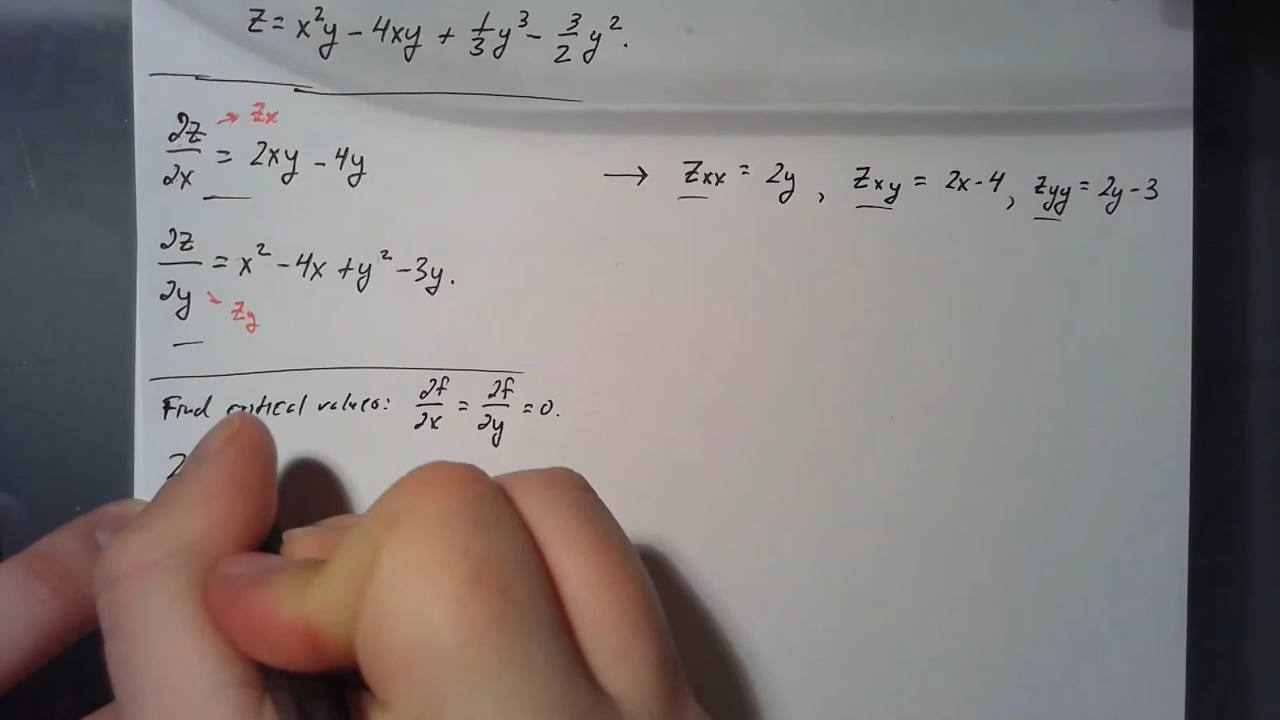 z = x²y - 4xy + 1/3 y³ - 3/2 y².
→ zx
∂z/∂x = 2xy - 4y → zxx = 2y , zxy = 2x-4, zyy = 2y-3
∂z/∂y = x² - 4x + y² - 3y.
zy
Find critical values: ∂f/∂x = ∂f/∂y = 0.
2